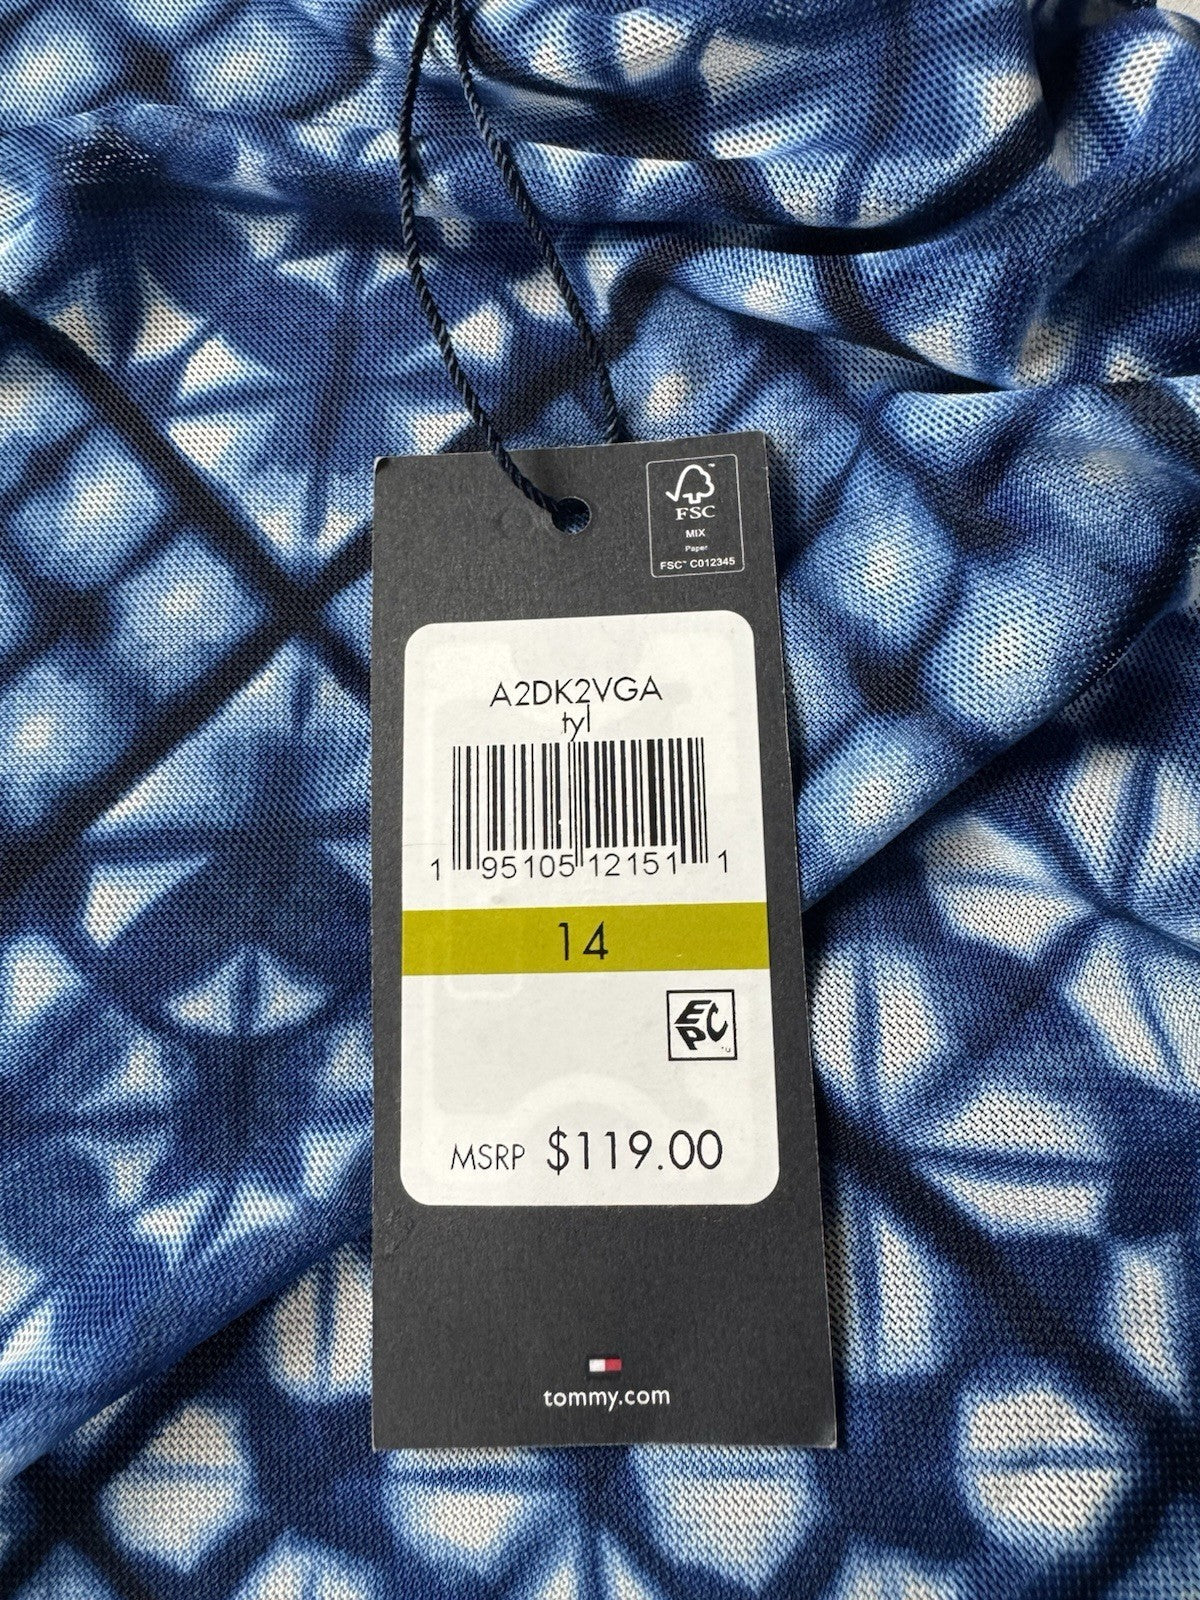 FSC
MIX
Paper
FSC™ C012345
A2DK2VGA
tyl
1 95105 12151 1
14
EPC
MSRP $119.00
tommy.com